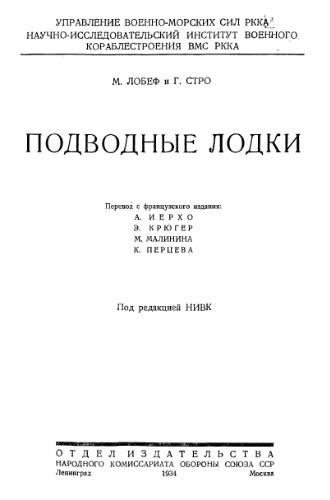 УПРАВЛЕНИЕ ВОЕННО-МОРСКИХ СИЛ РККА
НАУЧНО-ИССЛЕДОВАТЕЛЬСКИЙ ИНСТИТУТ ВОЕННОГО
КОРАБЛЕСТРОЕНИЯ ВМС РККА
М. ЛОБЕФ и Г. СТРО
ПОДВОДНЫЕ ЛОДКИ
Перевод с французского издания:
А. ИЕРХО
Э. КРЮГЕР
М. МАЛИНИНА
К. ПЕРЦЕВА
Под редакцией НИВК
ОТДЕЛ ИЗДАТЕЛЬСТВА
НАРОДНОГО КОМИССАРИАТА ОБОРОНЫ СОЮЗА ССР
Ленинград 1934 Москва